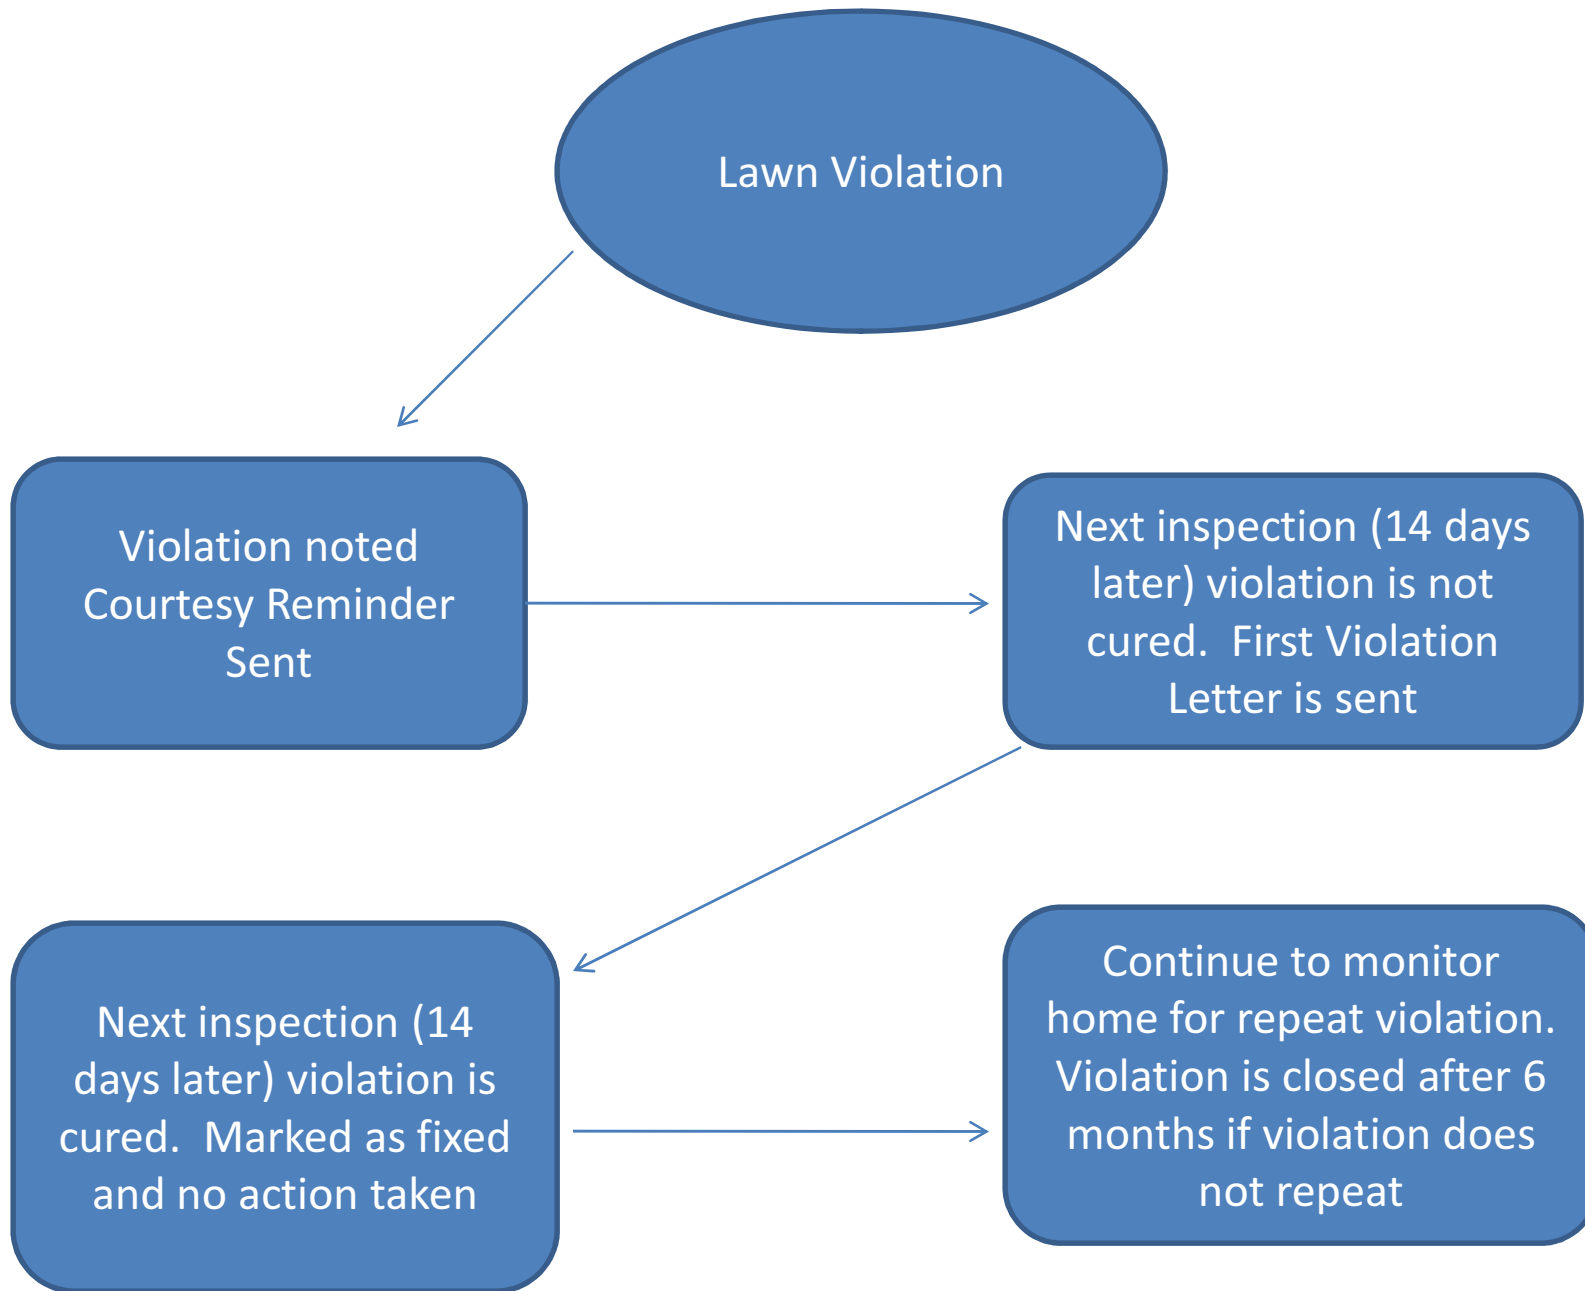 Lawn Violation
Violation noted
Courtesy Reminder
Sent
Next inspection (14 days
later) violation is not
cured.  First Violation
Letter is sent
Next inspection (14
days later) violation is
cured.  Marked as fixed
and no action taken
Continue to monitor
home for repeat violation.
Violation is closed after 6
months if violation does
not repeat